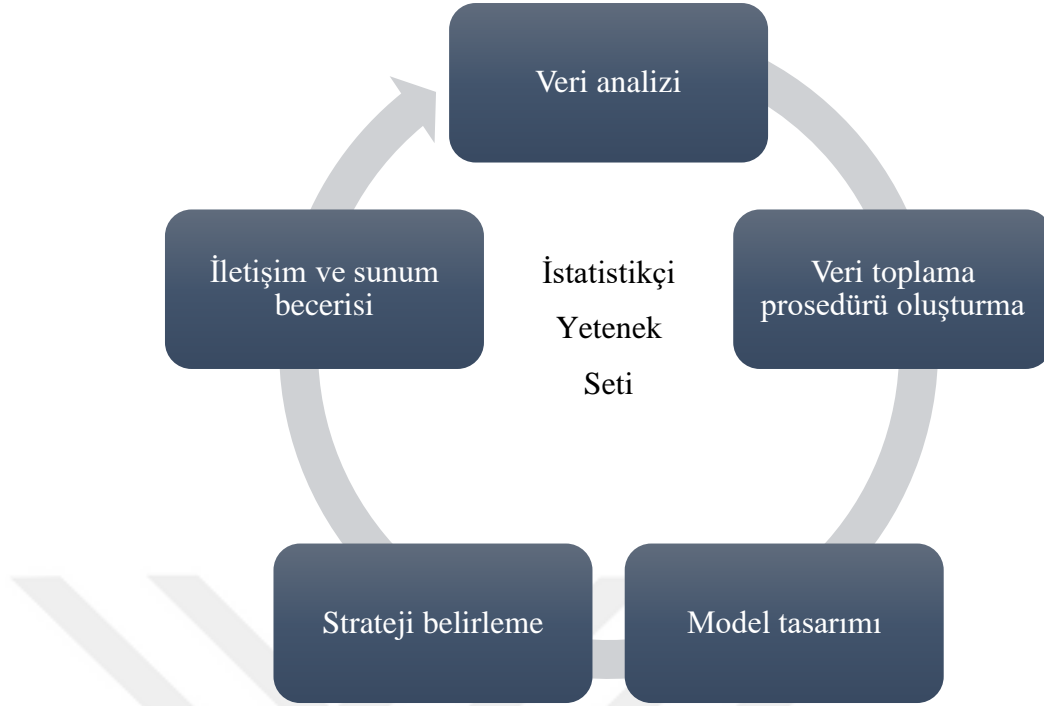 Veri analizi
Veri toplama
prosedürü oluşturma
Model tasarımı
Strateji belirleme
İletişim ve sunum
becerisi
İstatistikçi
Yetenek
Seti